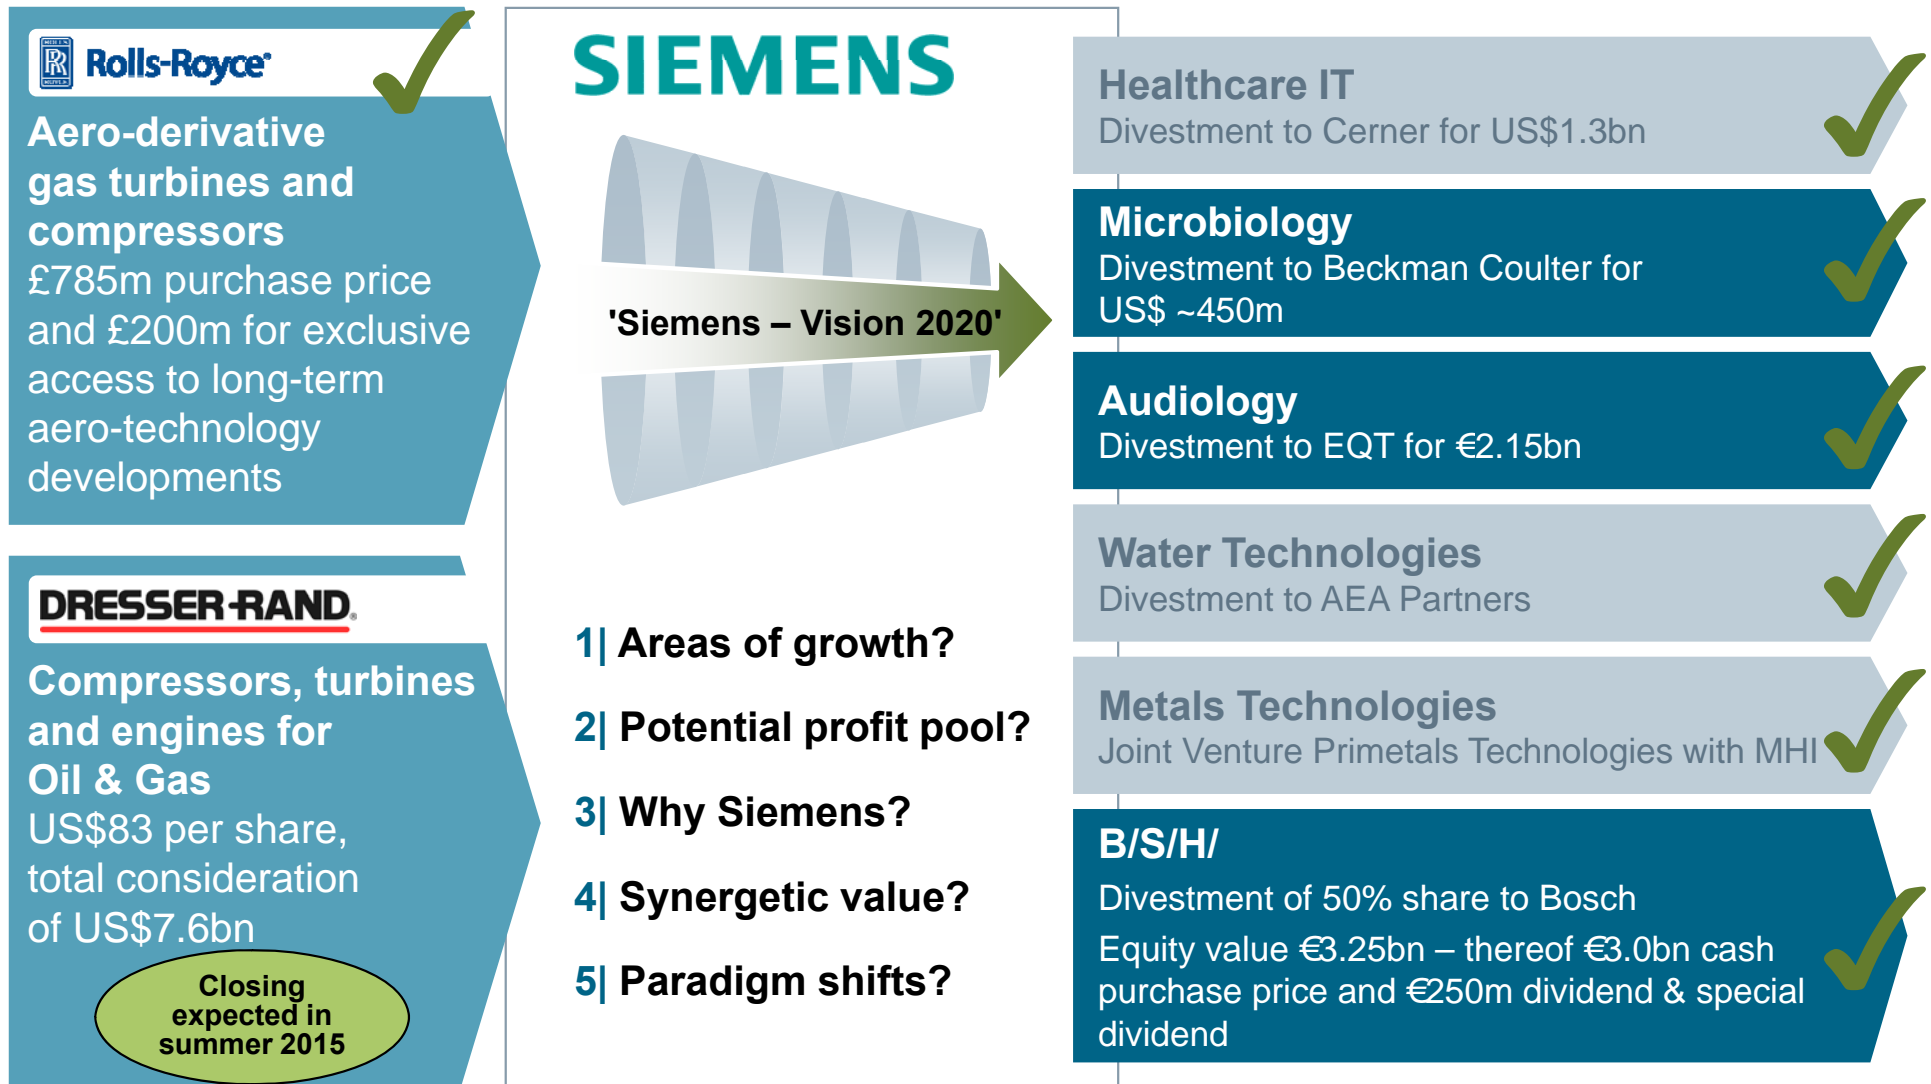 Rolls-Royce®
Aero-derivative
gas turbines and
compressors
£785m purchase price
and £200m for exclusive
access to long-term
aero-technology
developments
DRESSER-RAND®
Compressors, turbines
and engines for
Oil & Gas
US$83 per share,
total consideration
of US$7.6bn
Closing
expected in
summer 2015
SIEMENS
'Siemens – Vision 2020'
1| Areas of growth?
2| Potential profit pool?
3| Why Siemens?
4| Synergetic value?
5| Paradigm shifts?
Healthcare IT
Divestment to Cerner for US$1.3bn
Microbiology
Divestment to Beckman Coulter for
US$ ~450m
Audiology
Divestment to EQT for €2.15bn
Water Technologies
Divestment to AEA Partners
Metals Technologies
Joint Venture Primetals Technologies with MHI
B/S/H/
Divestment of 50% share to Bosch
Equity value €3.25bn – thereof €3.0bn cash
purchase price and €250m dividend & special
dividend